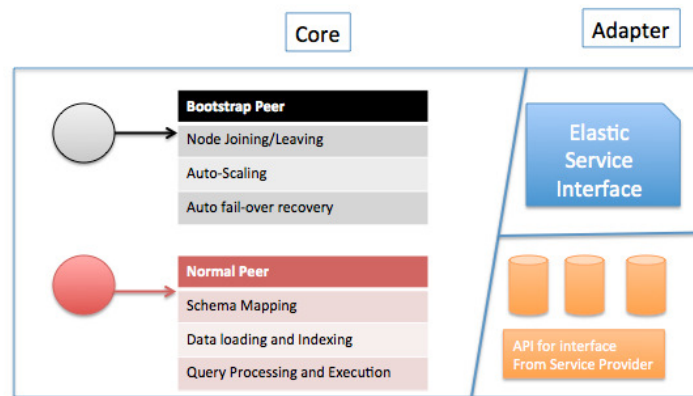 Core
Adapter
Bootstrap Peer
Node Joining/Leaving
Auto-Scaling
Auto fail-over recovery
Normal Peer
Schema Mapping
Data loading and Indexing
Query Processing and Execution
Elastic
Service
Interface
API for interface
From Service Provider